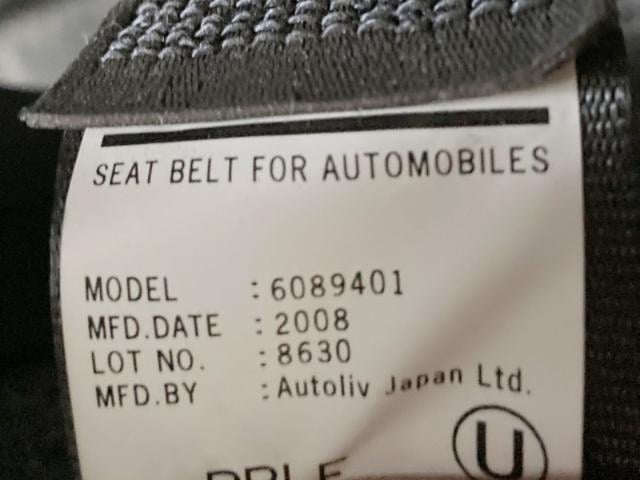 SEAT BELT FOR AUTOMOBILES
MODEL : 6089401
MFD.DATE : 2008
LOT NO. : 8630
MFD.BY : Autoliv Japan Ltd.
U